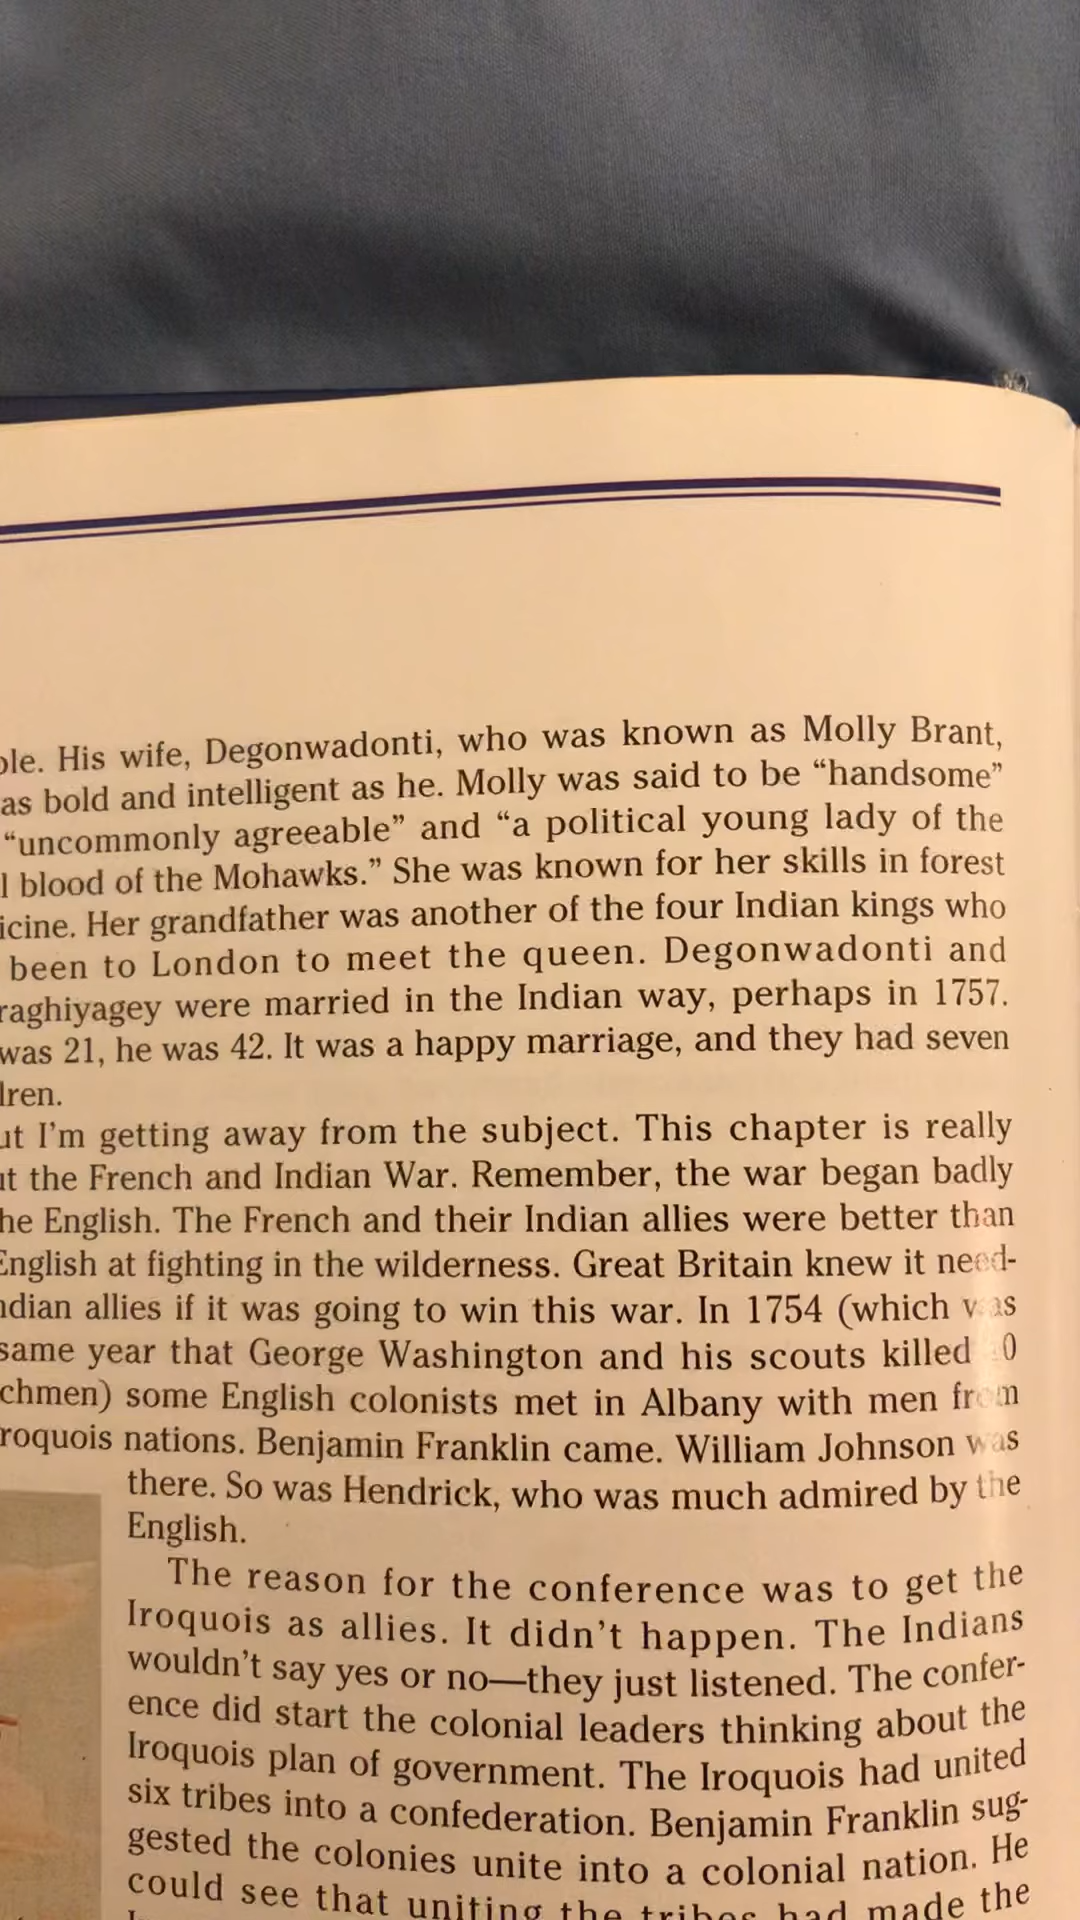 His wife, Degonwadonti, who was known as Molly Brant,
as bold and intelligent as he. Molly was said to be “handsome”
“uncommonly agreeable” and “a political young lady of the
blood of the Mohawks.” She was known for her skills in forest
Her grandfather was another of the four Indian kings who
been to London to meet the queen. Degonwadonti and
raghiyagey were married in the Indian way, perhaps in 1757.
was 21, he was 42. It was a happy marriage, and they had seven
dren.
ut I'm getting away from the subject. This chapter is really
ut the French and Indian War. Remember, the war began badly
he English. The French and their Indian allies were better than
English at fighting in the wilderness. Great Britain knew it need-
ndian allies if it was going to win this war. In 1754 (which was
same year that George Washington and his scouts killed
chmen) some English colonists met in Albany with men from
roquois nations. Benjamin Franklin came. William Johnson was
there. So was Hendrick, who was much admired by the
English.
The reason for the conference was to get the
Iroquois as allies. It didn't happen. The Indians
wouldn't say yes or no—they just listened. The confer-
ence did start the colonial leaders thinking about the
Iroquois plan of government. The Iroquois had united
six tribes into a confederation. Benjamin Franklin sug-
gested the colonies unite into a colonial nation. He
could see that uniting the tribes had made the